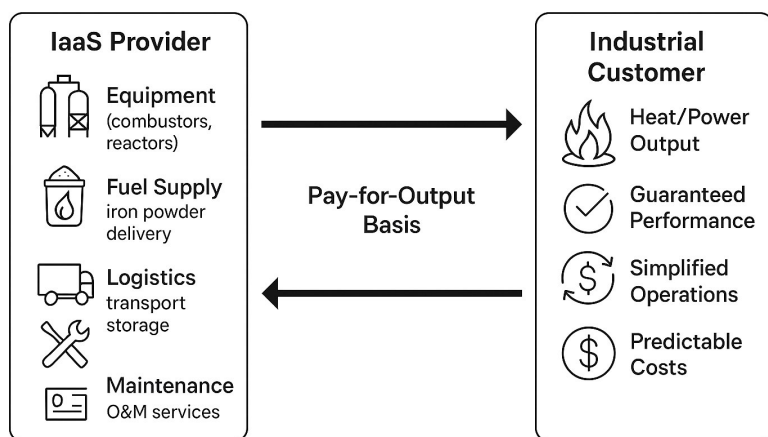 IaaS Provider
Equipment
(combustors,
reactors)
Fuel Supply
iron powder
delivery
Logistics
transport
storage
Maintenance
O&M services
Pay-for-Output
Basis
Industrial
Customer
Heat/Power
Output
Guaranteed
Performance
$
Simplified
Operations
$
Predictable
Costs